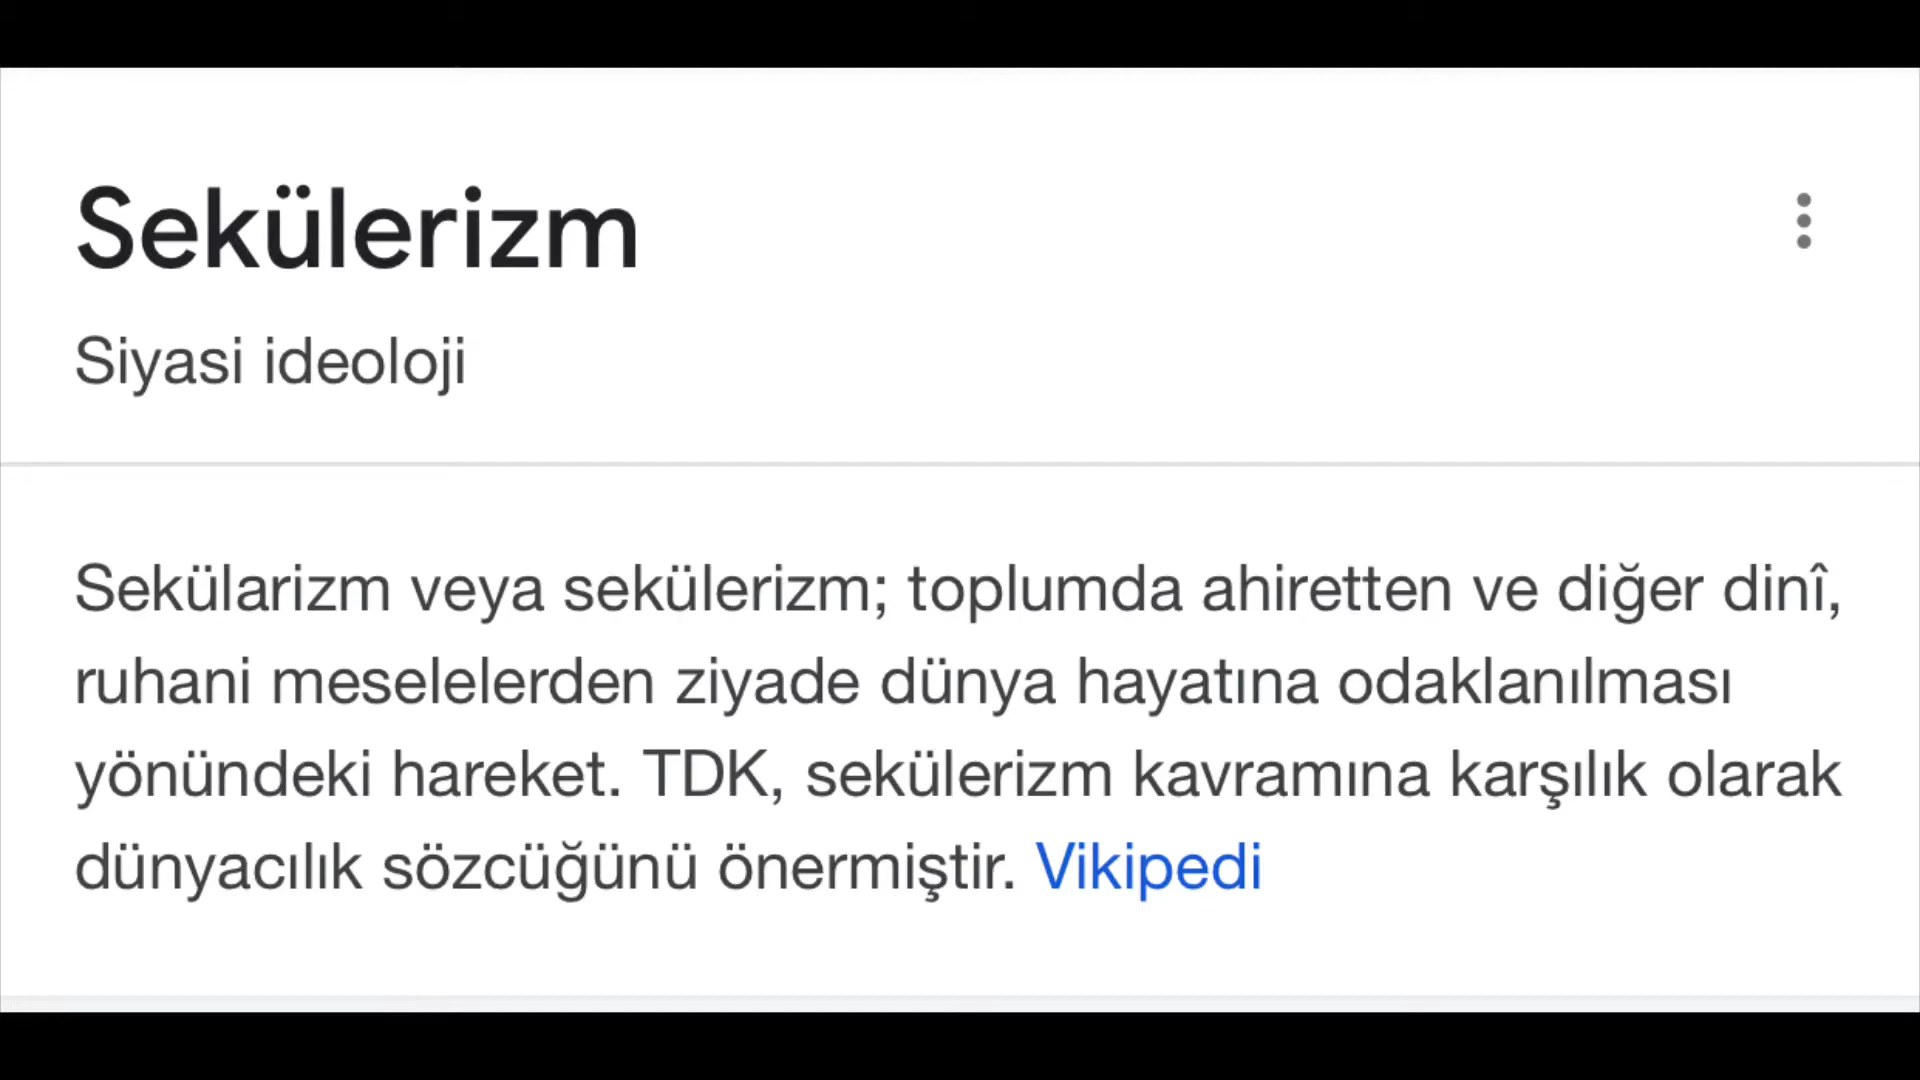 Sekülerizm
Siyasi ideoloji
Sekülarizm veya sekülerizm; toplumda ahiretten ve diğer dinî,
ruhani meselelerden ziyade dünya hayatına odaklanılması
yönündeki hareket. TDK, sekülerizm kavramına karşılık olarak
dünyacılık sözcüğünü önermiştir. Vikipedi